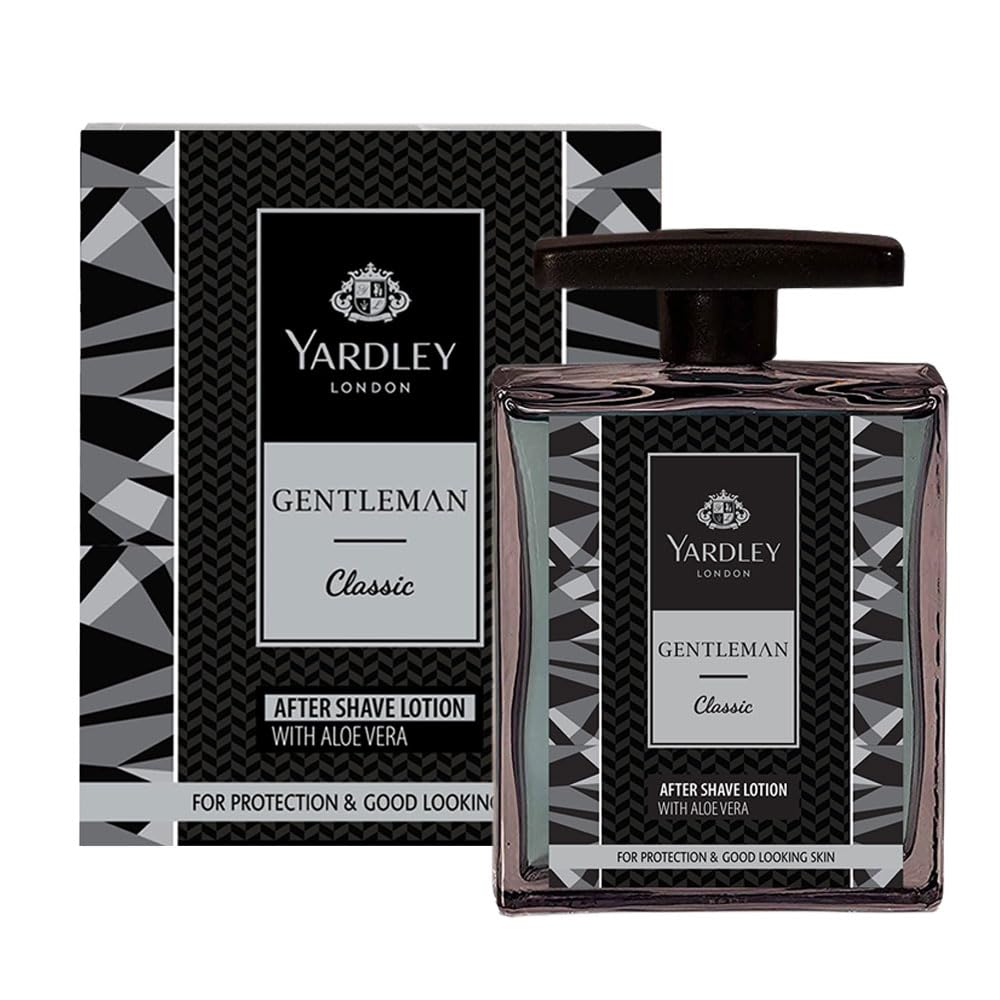 YARDLEY
LONDON
GENTLEMAN
Classic
AFTER SHAVE LOTION
WITH ALOE VERA
FOR PROTECTION & GOOD LOOKING
YARDLEY
LONDON
GENTLEMAN
Classic
AFTER SHAVE LOTION
WITH ALOE VERA
FOR PROTECTION & GOOD LOOKING SKIN